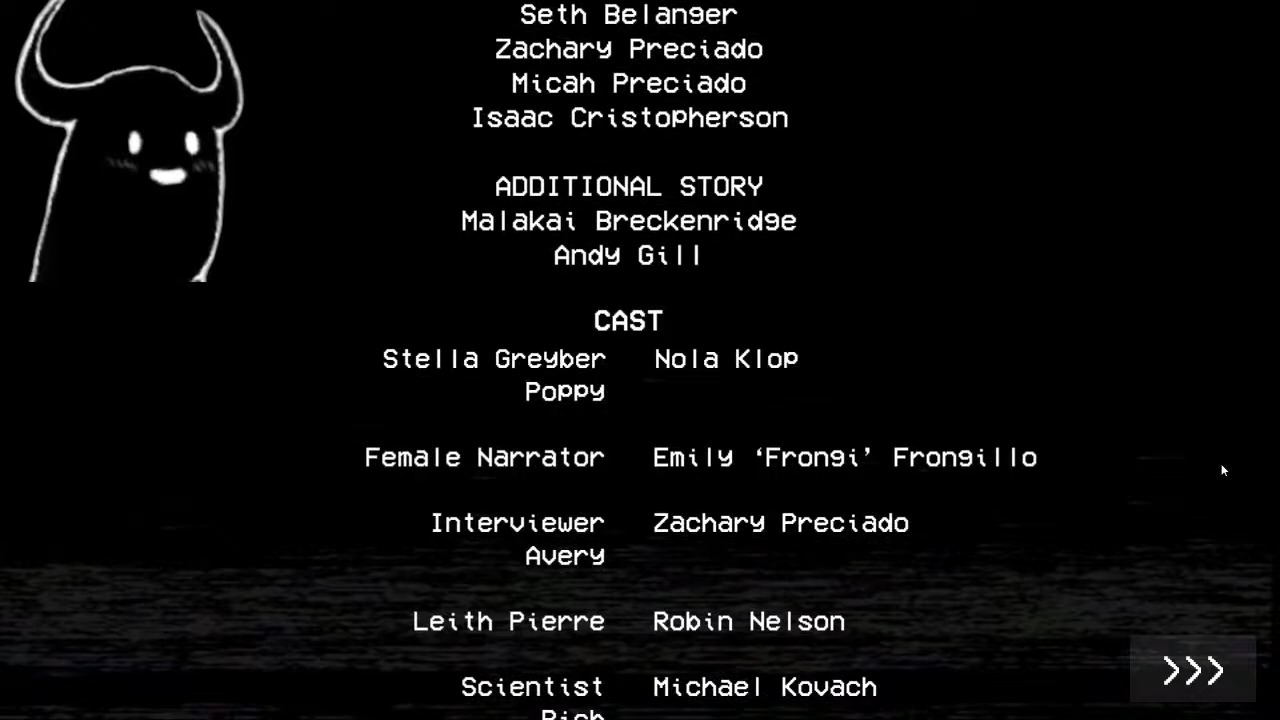 Seth Belanger
Zachary Preciado
Micah Preciado
Isaac Cristopherson
ADDITIONAL STORY
Malakai Breckenridge
Andy Gill
CAST
Stella Greyber Nola Klop
Poppy
Female Narrator Emily ‘Frongi’ Frongillo
Interviewer Zachary Preciado
Avery
Leith Pierre Robin Nelson
Scientist Michael Kovach
Rich
>>>